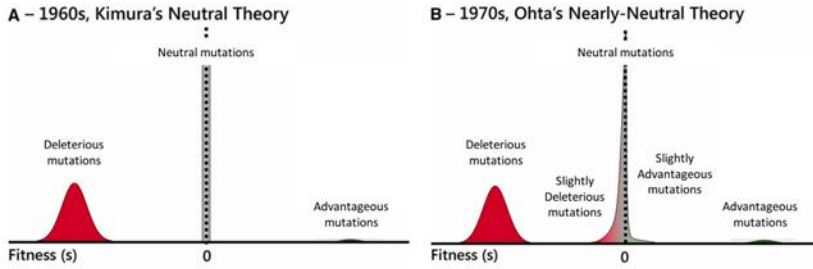 A – 1960s, Kimura's Neutral Theory
Neutral mutations
Deleterious
mutations
Advantageous
mutations
Fitness (s)
0
B – 1970s, Ohta's Nearly-Neutral Theory
Neutral mutations
Deleterious
mutations
Slightly
Deleterious
mutations
Slightly
Advantageous
mutations
Advantageous
mutations
Fitness (s)
0